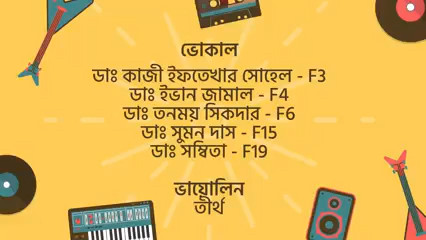 ভোকাল
ডাঃ কাজী ইফতেখার সোহেল - F3
ডাঃ ইভান জামাল - F4
ডাঃ তনময় সিকদার - F6
ডাঃ সুমন দাস - F15
ডাঃ সম্বিতা - F19
ভায়োলিন
তীর্থ